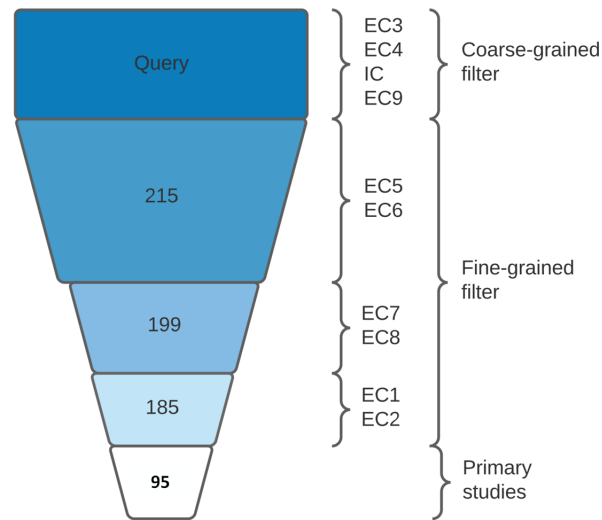 Query
EC3
EC4
IC
EC9
Coarse-grained
filter
215
EC5
EC6
Fine-grained
filter
199
EC7
EC8
185
EC1
EC2
95
Primary
studies